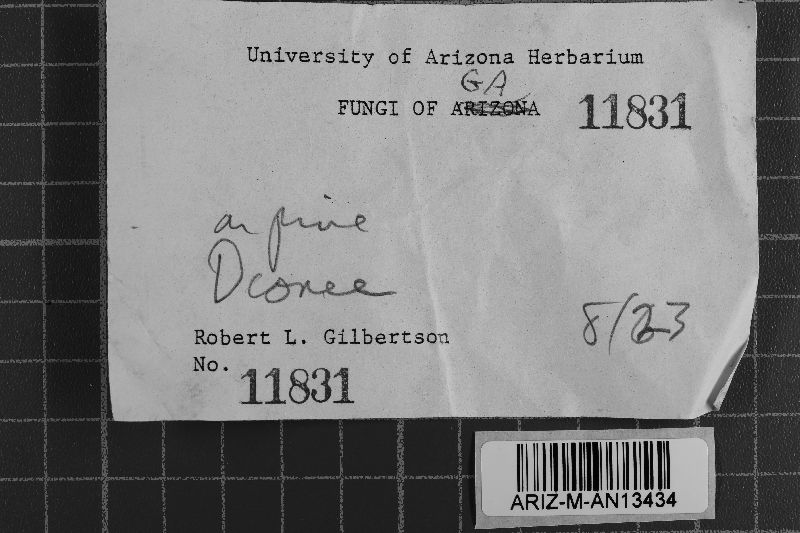 University of Arizona Herbarium
GA
FUNGI OF ARIZONA 11831
on pine
Oconee
8/23
Robert L. Gilbertson
No. 11831
ARIZ-M-AN13434